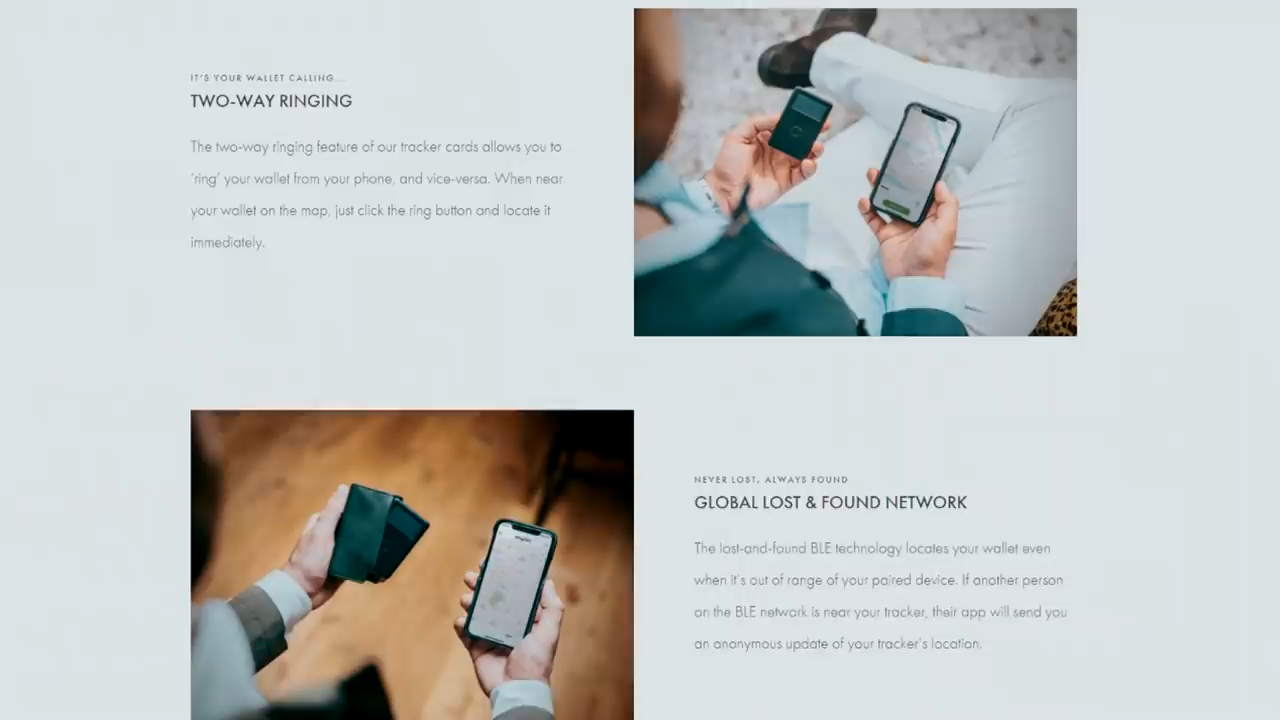 IT'S YOUR WALLET CALLING...
TWO-WAY RINGING
The two-way ringing feature of our tracker cards allows you to
'ring' your wallet from your phone, and vice-versa. When near
your wallet on the map, just click the ring button and locate it
immediately.
NEVER LOST, ALWAYS FOUND
GLOBAL LOST & FOUND NETWORK
The lost-and-found BLE technology locates your wallet even
when it's out of range of your paired device. If another person
on the BLE network is near your tracker, their app will send you
an anonymous update of your tracker's location.